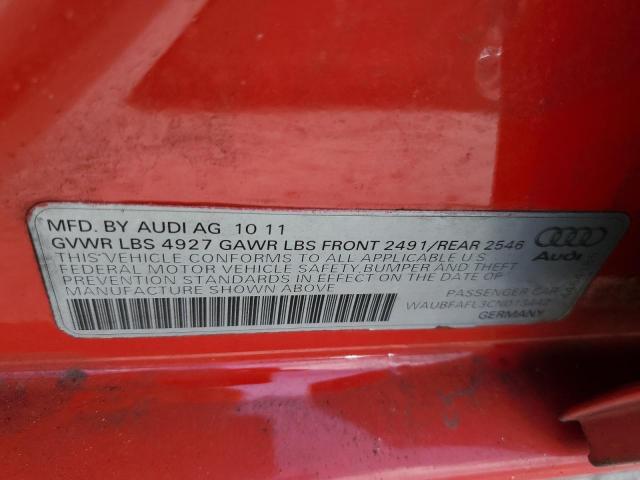 MFD. BY AUDI AG 10 11
GVWR LBS 4927 GAWR LBS FRONT 2491/REAR 2546
THIS VEHICLE CONFORMS TO ALL APPLICABLE U.S
FEDERAL MOTOR VEHICLE SAFETY, BUMPER AND THEFT
PREVENTION STANDARDS IN EFFECT ON THE DATE OF
MANUFACTURE SHOWN ABOVE
Audi
PASSENGER CAR
GERMANY